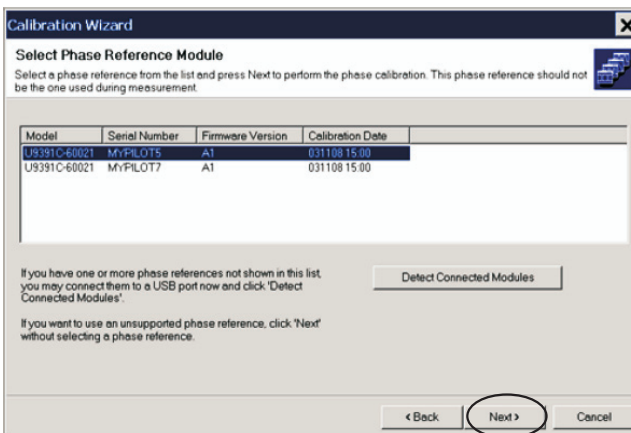 Calibration Wizard
Select Phase Reference Module
Select a phase reference from the list and press Next to perform the phase calibration. This phase reference should not
be the one used during measurement.
Model Serial Number Firmware Version Calibration Date
U9391C-60021 MYPILOT5 A1 031108 15:00
U9391C-60021 MYPILOT7 A1 031108 15:00
If you have one or more phase references not shown in this list,
you may connect them to a USB port now and click 'Detect
Connected Modules'.
Detect Connected Modules
If you want to use an unsupported phase reference, click 'Next'
without selecting a phase reference.
< Back Next > Cancel